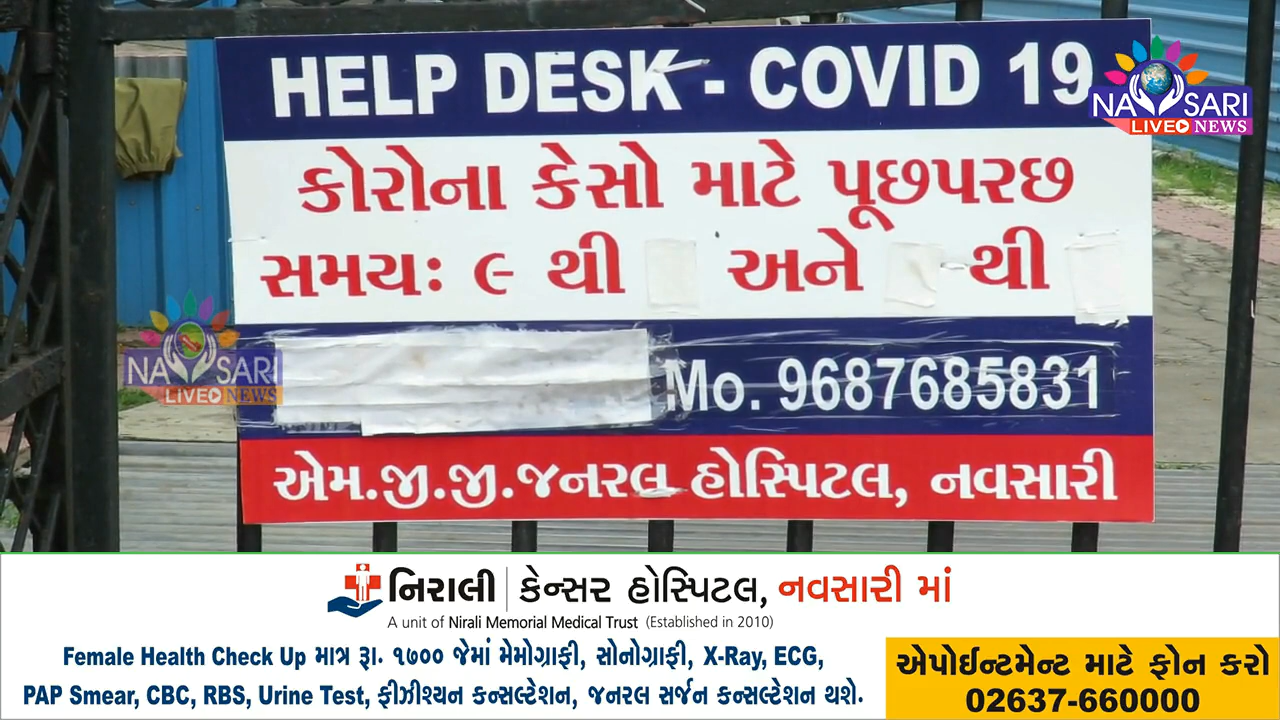 HELP DESK - COVID 19
NAVSARI
LIVE NEWS
કોરોના કેસો માટે પૂછપરછ
સમયઃ ૯ થી અને થી
NAVSARI
LIVE NEWS
Mo. 9687685831
એમ.જી.જી.જનરલ હોસ્પિટલ, નવસારી
નિરાલી કેન્સર હોસ્પિટલ, નવસારી માં
A unit of Nirali Memorial Medical Trust (Established in 2010)
Female Health Check Up માત્ર રૂા. ૧૭૦૦ જેમાં મેમોગ્રાફી, સોનોગ્રાફી, X-Ray, ECG,
PAP Smear, CBC, RBS, Urine Test, ફીઝીશ્યન કન્સલ્ટેશન, જનરલ સર્જન કન્સલ્ટેશન થશે.
એપોઈન્ટમેન્ટ માટે ફોન કરો
02637-660000